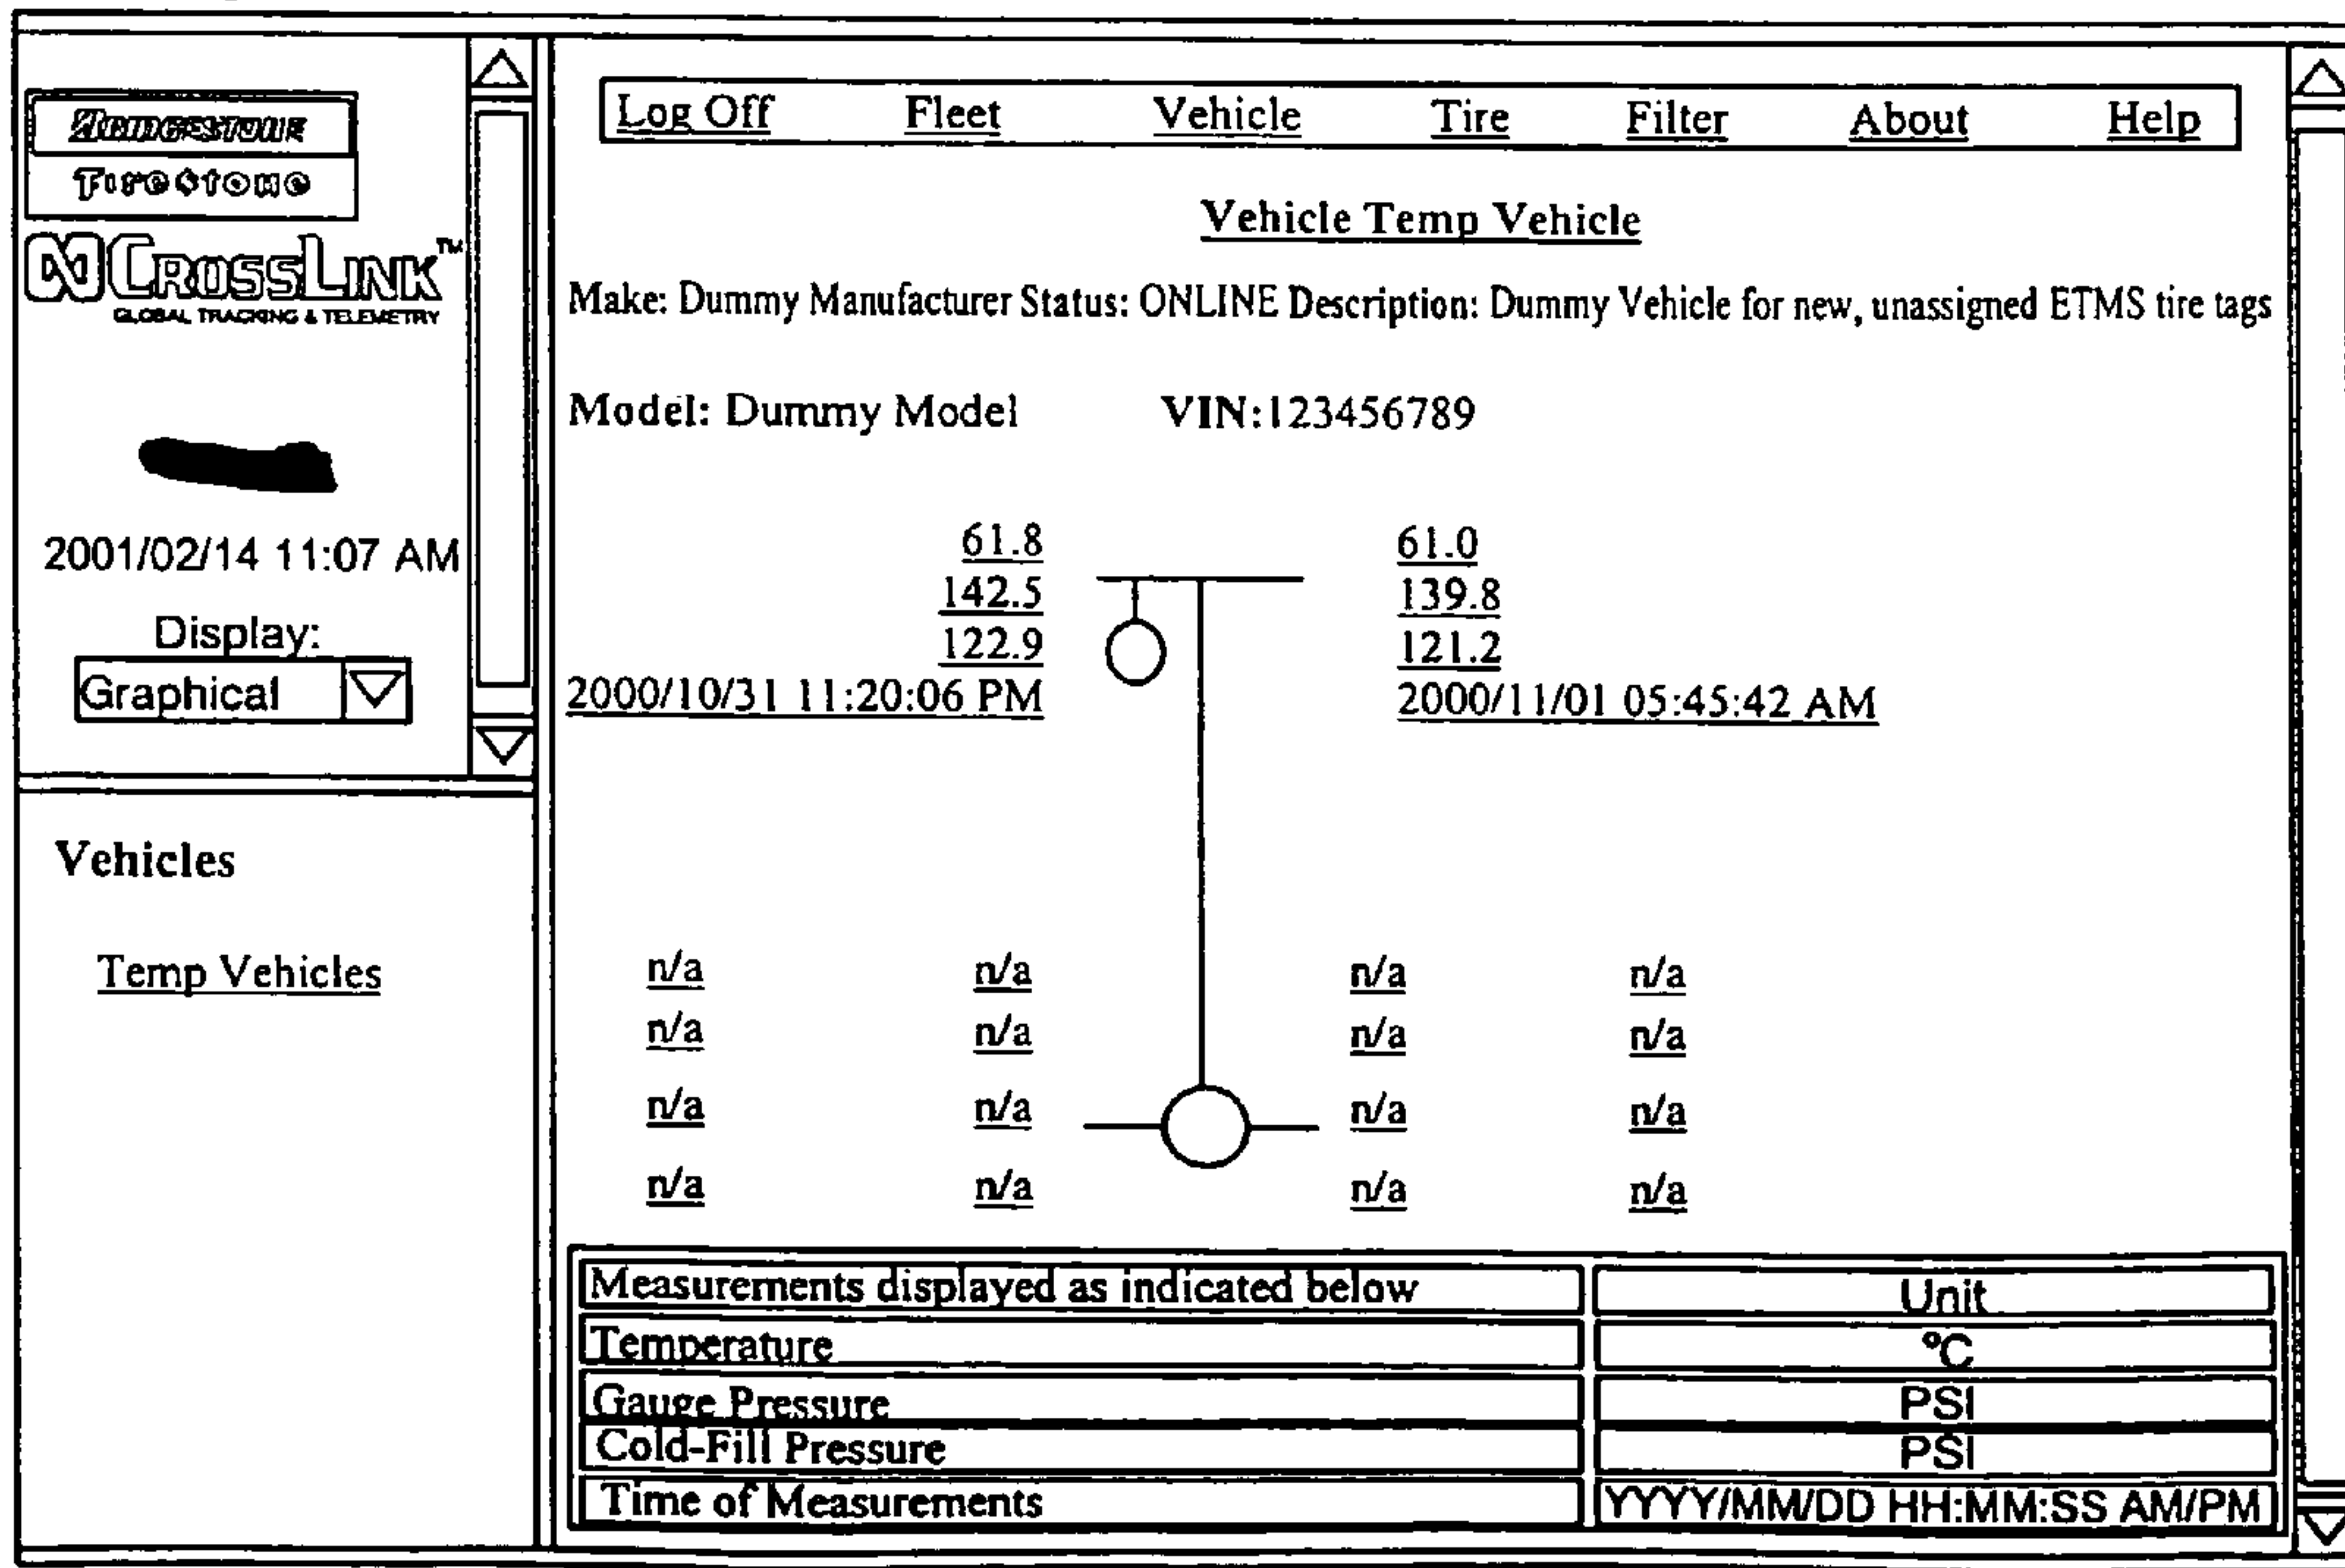 BRIDGESTONE
Firestone
CROSSLINK™
GLOBAL TRACKING & TELEMETRY
2001/02/14 11:07 AM
Display:
Graphical
Vehicles
Temp Vehicles
Log Off Fleet Vehicle Tire Filter About Help
Vehicle Temp Vehicle
Make: Dummy Manufacturer Status: ONLINE Description: Dummy Vehicle for new, unassigned ETMS tire tags
Model: Dummy Model VIN:123456789
61.8 61.0
142.5 139.8
122.9 121.2
2000/10/31 11:20:06 PM 2000/11/01 05:45:42 AM
n/a n/a n/a n/a
n/a n/a n/a n/a
n/a n/a n/a n/a
n/a n/a n/a n/a
Measurements displayed as indicated below Unit
Temperature °C
Gauge Pressure PSI
Cold-Fill Pressure PSI
Time of Measurements YYYY/MM/DD HH:MM:SS AM/PM